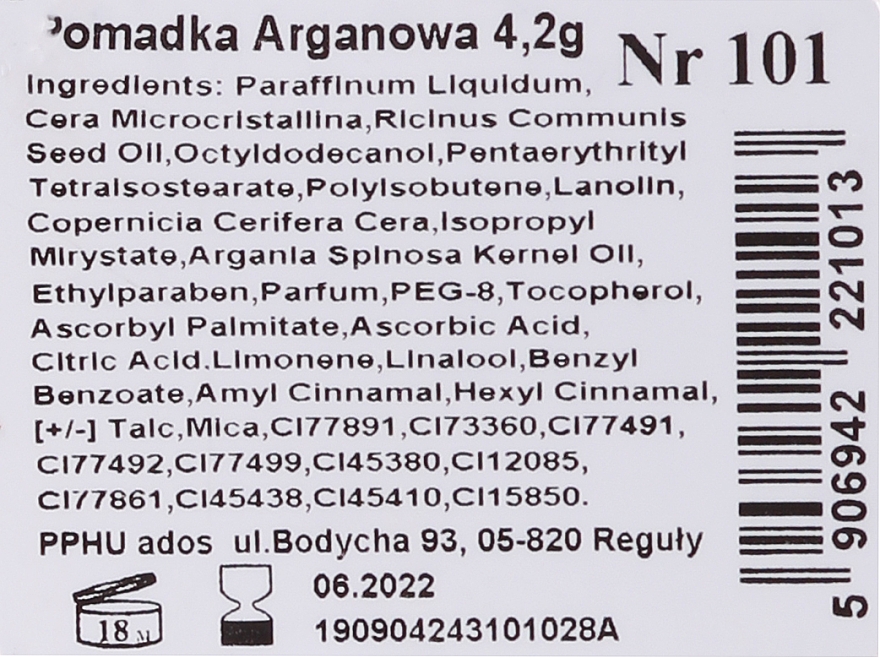 Pomadka Arganowa 4,2g
Nr 101
Ingredients: Paraffinum Liquidum,
Cera Microcristallina,Ricinus Communis
Seed Oil,Octyldodecanol,Pentaerythrityl
Tetraisostearate,Polyisobutene,Lanolin,
Copernicia Cerifera Cera,Isopropyl
Mirystate,Argania Spinosa Kernel Oil,
Ethylparaben,Parfum,PEG-8,Tocopherol,
Ascorbyl Palmitate,Ascorbic Acid,
Citric Acid.Limonene,Linalool,Benzyl
Benzoate,Amyl Cinnamal,Hexyl Cinnamal,
[+/-] Talc,Mica,CI77891,CI73360,CI77491,
CI77492,CI77499,CI45380,CI12085,
CI77861,CI45438,CI45410,CI15850.
PPHU ados ul.Bodycha 93, 05-820 Reguły
18 M
06.2022
190904243101028A
5 906942 221013